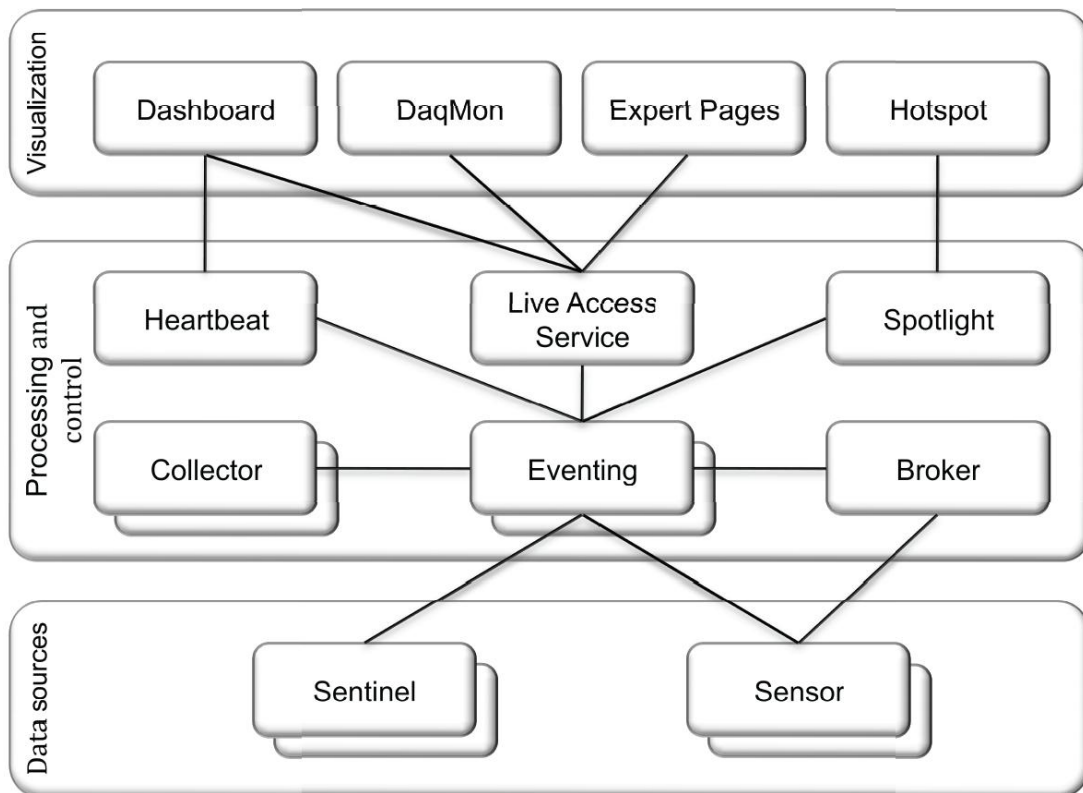 Visualization
Dashboard
DaqMon
Expert Pages
Hotspot
Processing and
control
Heartbeat
Live Access
Service
Spotlight
Collector
Eventing
Broker
Data sources
Sentinel
Sensor